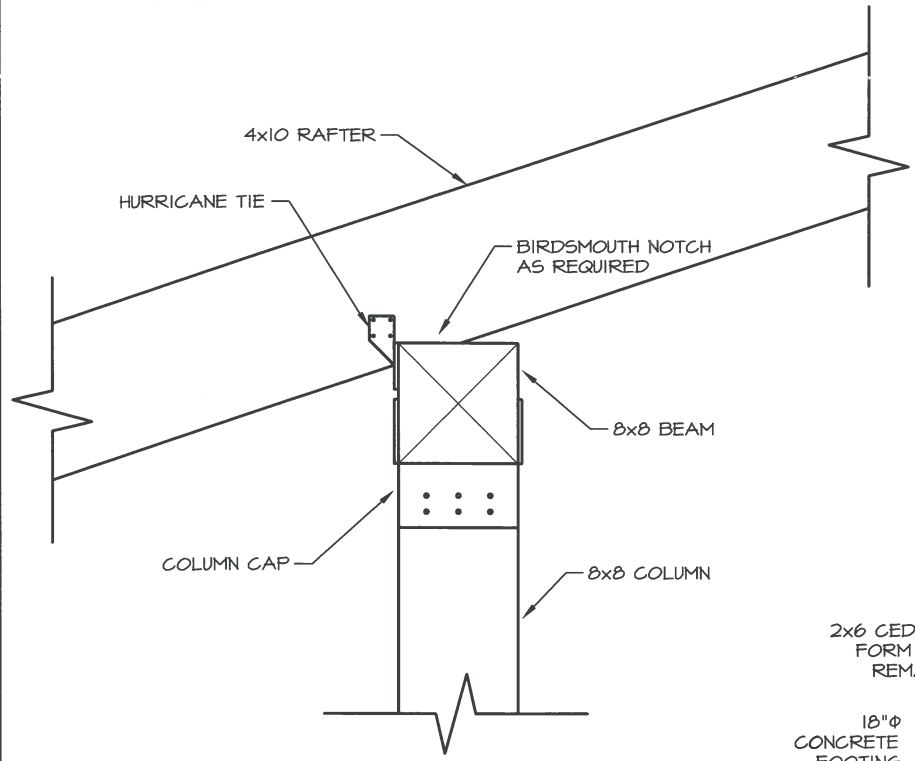 4x10 RAFTER
HURRICANE TIE
BIRDSMOUTH NOTCH
AS REQUIRED
8x8 BEAM
COLUMN CAP
8x8 COLUMN
2x6 CED
FORM
REM
18"Φ
CONCRETE
FOOTING